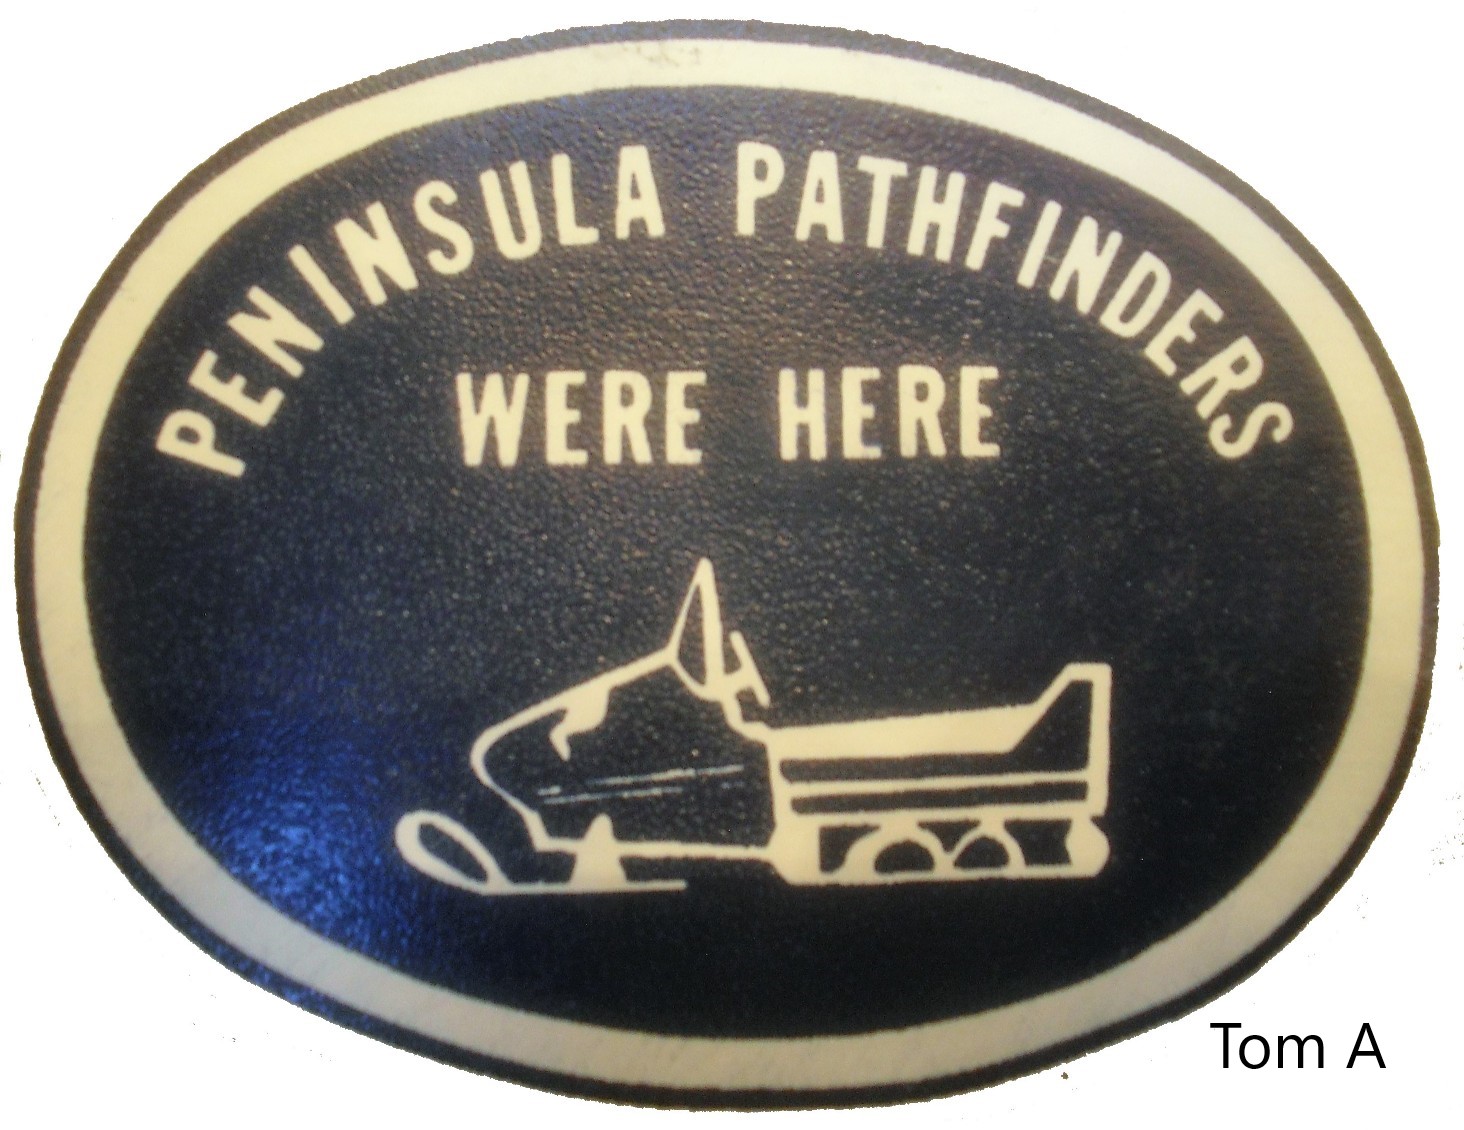 PENINSULA PATHFINDERS
WERE HERE
Tom A